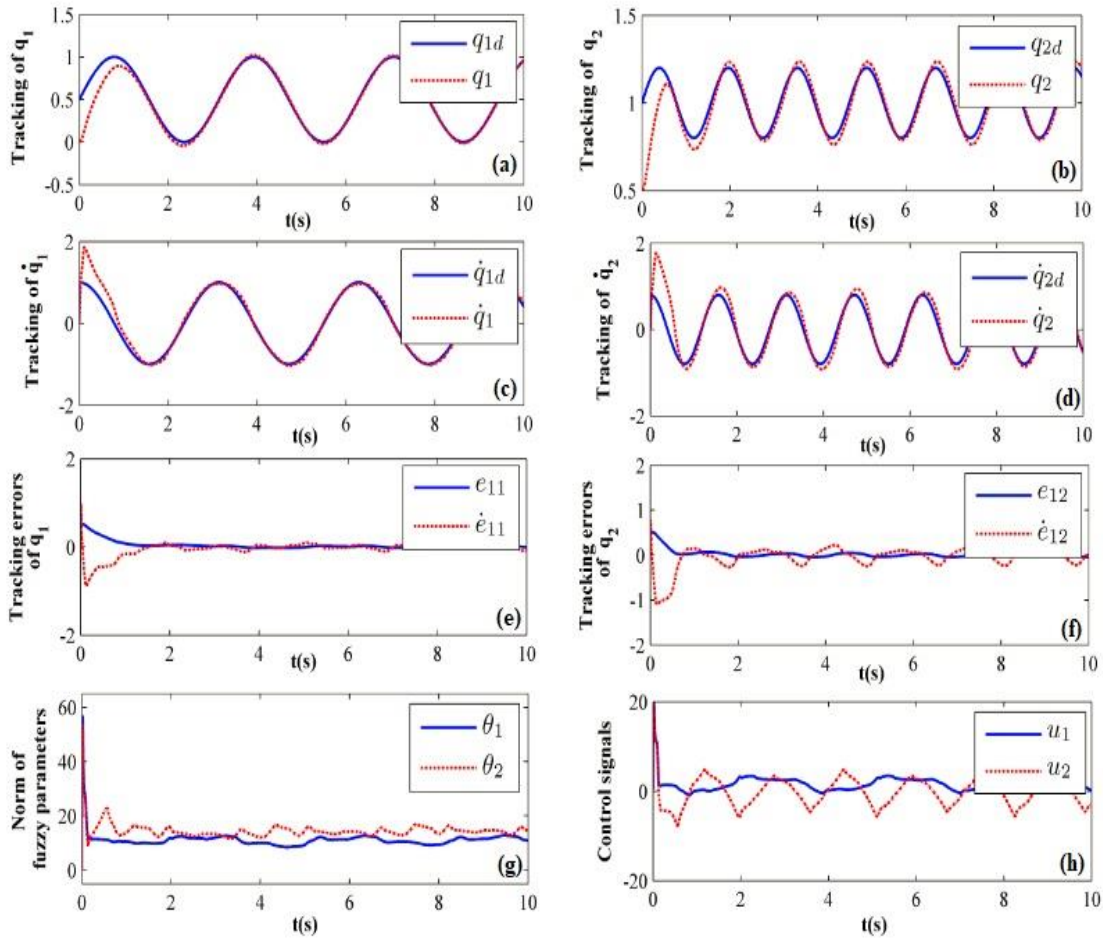 1.5
1
0.5
0
-0.5
Tracking of q₁
q₁d
q₁
(a)
0 2 4 6 8 10
t(s)
1.5
1
0.5
Tracking of q₂
q₂d
q₂
(b)
0 2 4 6 8 10
t(s)
2
0
-2
Tracking of q̇₁
q̇₁d
q̇₁
(c)
0 2 4 6 8 10
t(s)
2
0
-2
Tracking of q̇₂
q̇₂d
q̇₂
(d)
0 2 4 6 8 10
t(s)
2
0
-2
Tracking errors
of q₁
e₁₁
ė₁₁
(e)
0 2 4 6 8 10
t(s)
2
1
0
-1
-2
Tracking errors
of q₂
e₁₂
ė₁₂
(f)
0 2 4 6 8 10
t(s)
60
40
20
0
Norm of
fuzzy parameters
θ₁
θ₂
(g)
0 2 4 6 8 10
t(s)
20
0
-20
Control signals
u₁
u₂
(h)
0 2 4 6 8 10
t(s)